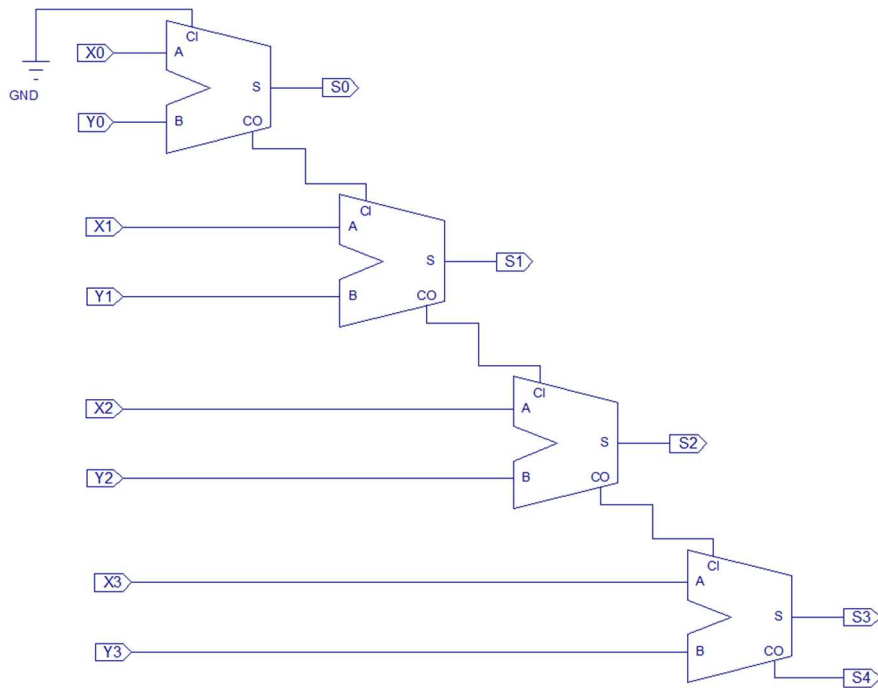 CI
X0
A
S
S0
GND
Y0
B
CO
CI
X1
A
S
S1
Y1
B
CO
CI
X2
A
S
S2
Y2
B
CO
CI
X3
A
S
S3
Y3
B
CO
S4